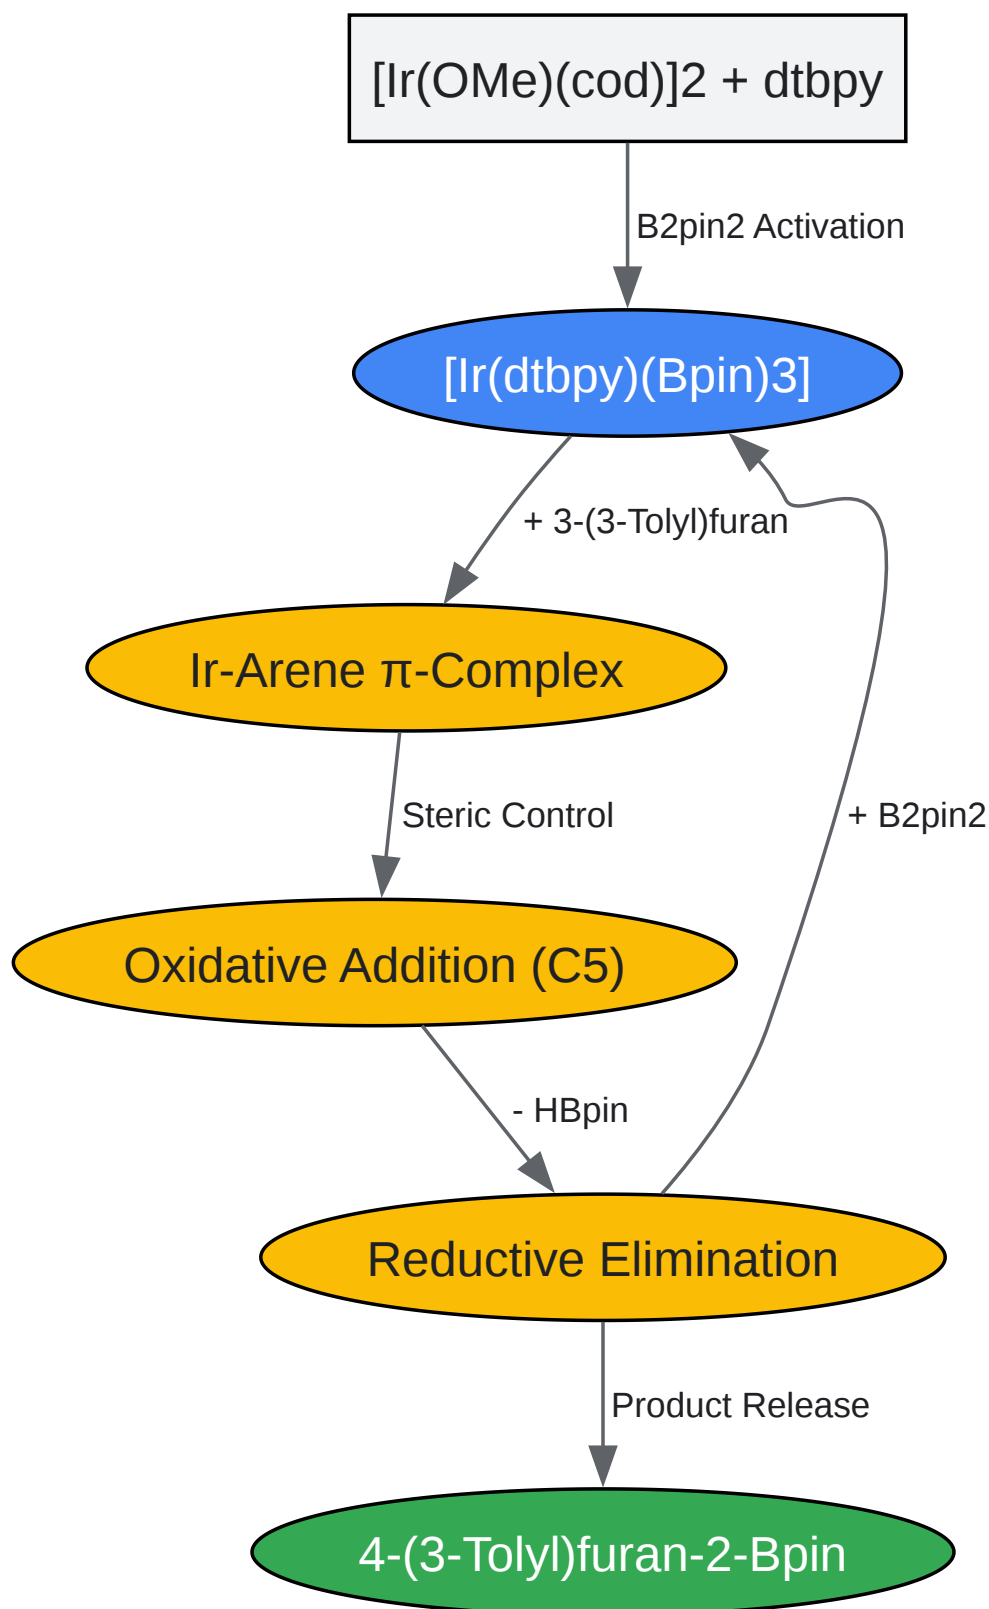 [Ir(OMe)(cod)]2 + dtbpy
B2pin2 Activation
[Ir(dtbpy)(Bpin)3]
+ 3-(3-Tolyl)furan
Ir-Arene π-Complex
Steric Control
+ B2pin2
Oxidative Addition (C5)
- HBpin
Reductive Elimination
Product Release
4-(3-Tolyl)furan-2-Bpin